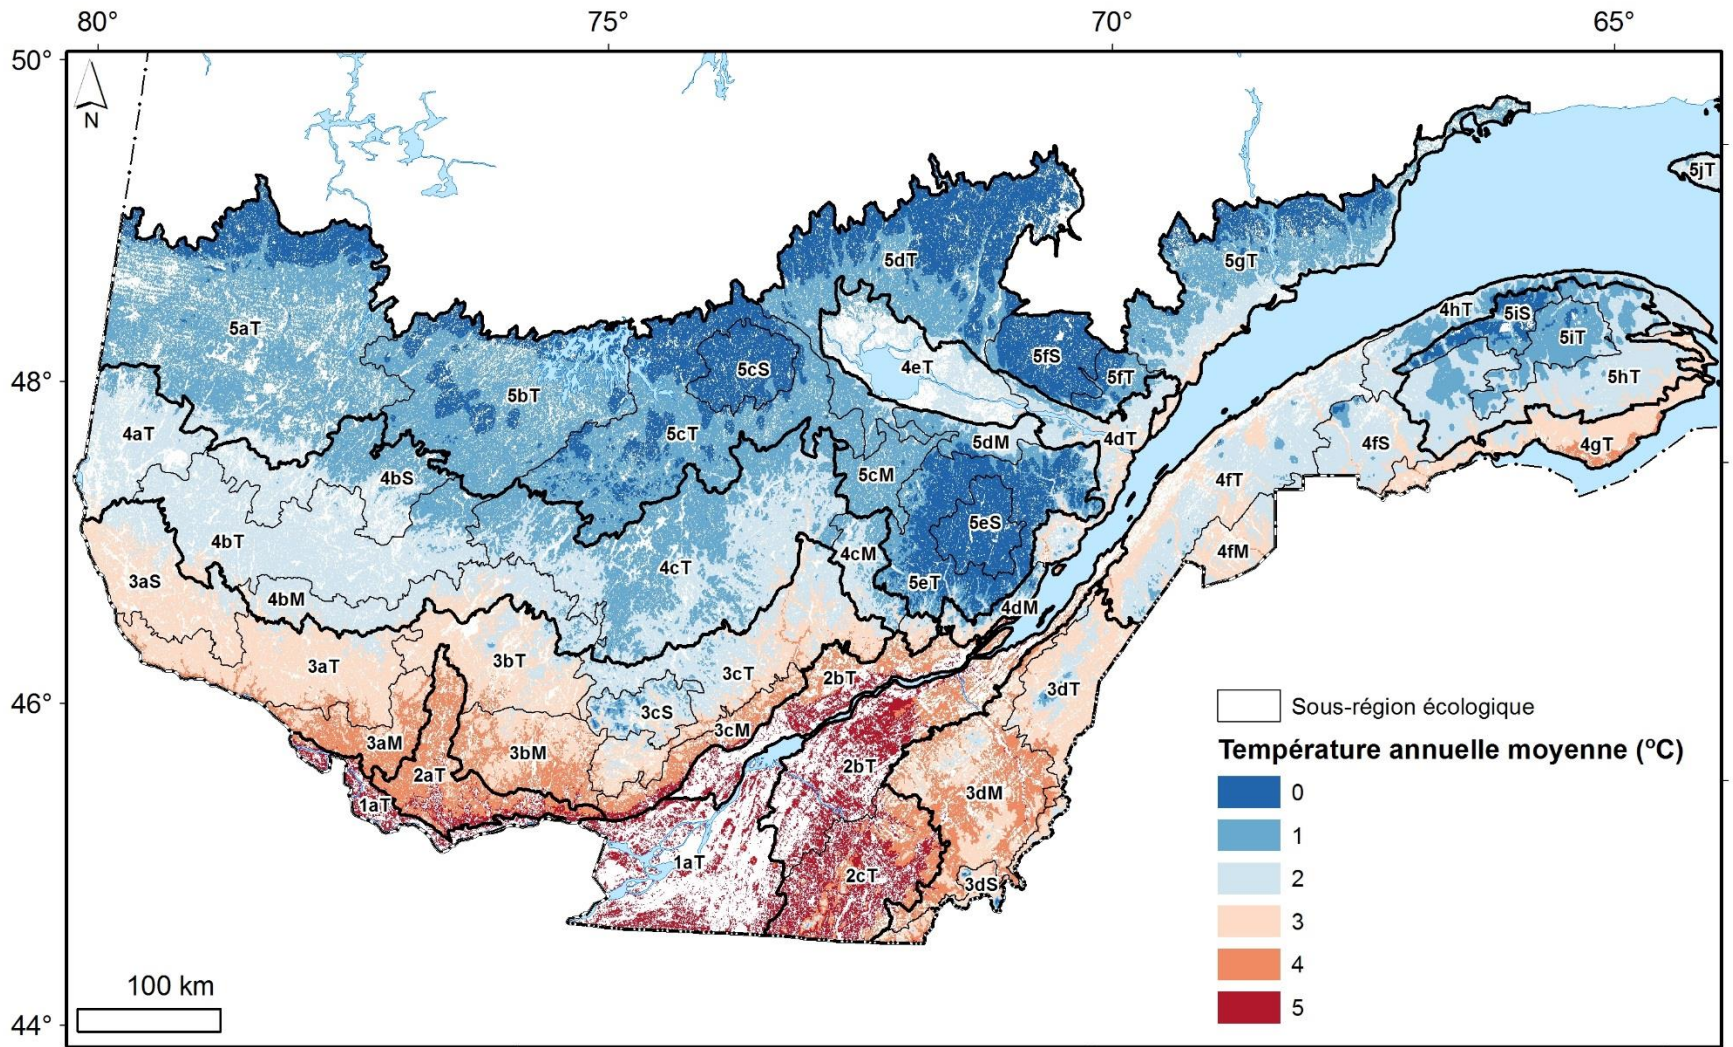 80°
75°
70°
65°
50°
N
5jT
5dT
5gT
4hT
5iS
5aT
5iT
5fS
48°
5cS
4eT
5fT
5hT
5bT
4aT
5cT
5dM
4dT
4fS
4gT
4bS
5cM
4fT
5eS
4bT
4cM
4fM
4cT
3aS
5eT
4bM
4dM
3aT
3bT
3cT
2bT
3dT
46°
3cS
Sous-région écologique
3cM
3aM
3bM
Température annuelle moyenne (°C)
2aT
2bT
3dM
0
1aT
1
1aT
2cT
3dS
2
3
4
100 km
5
44°